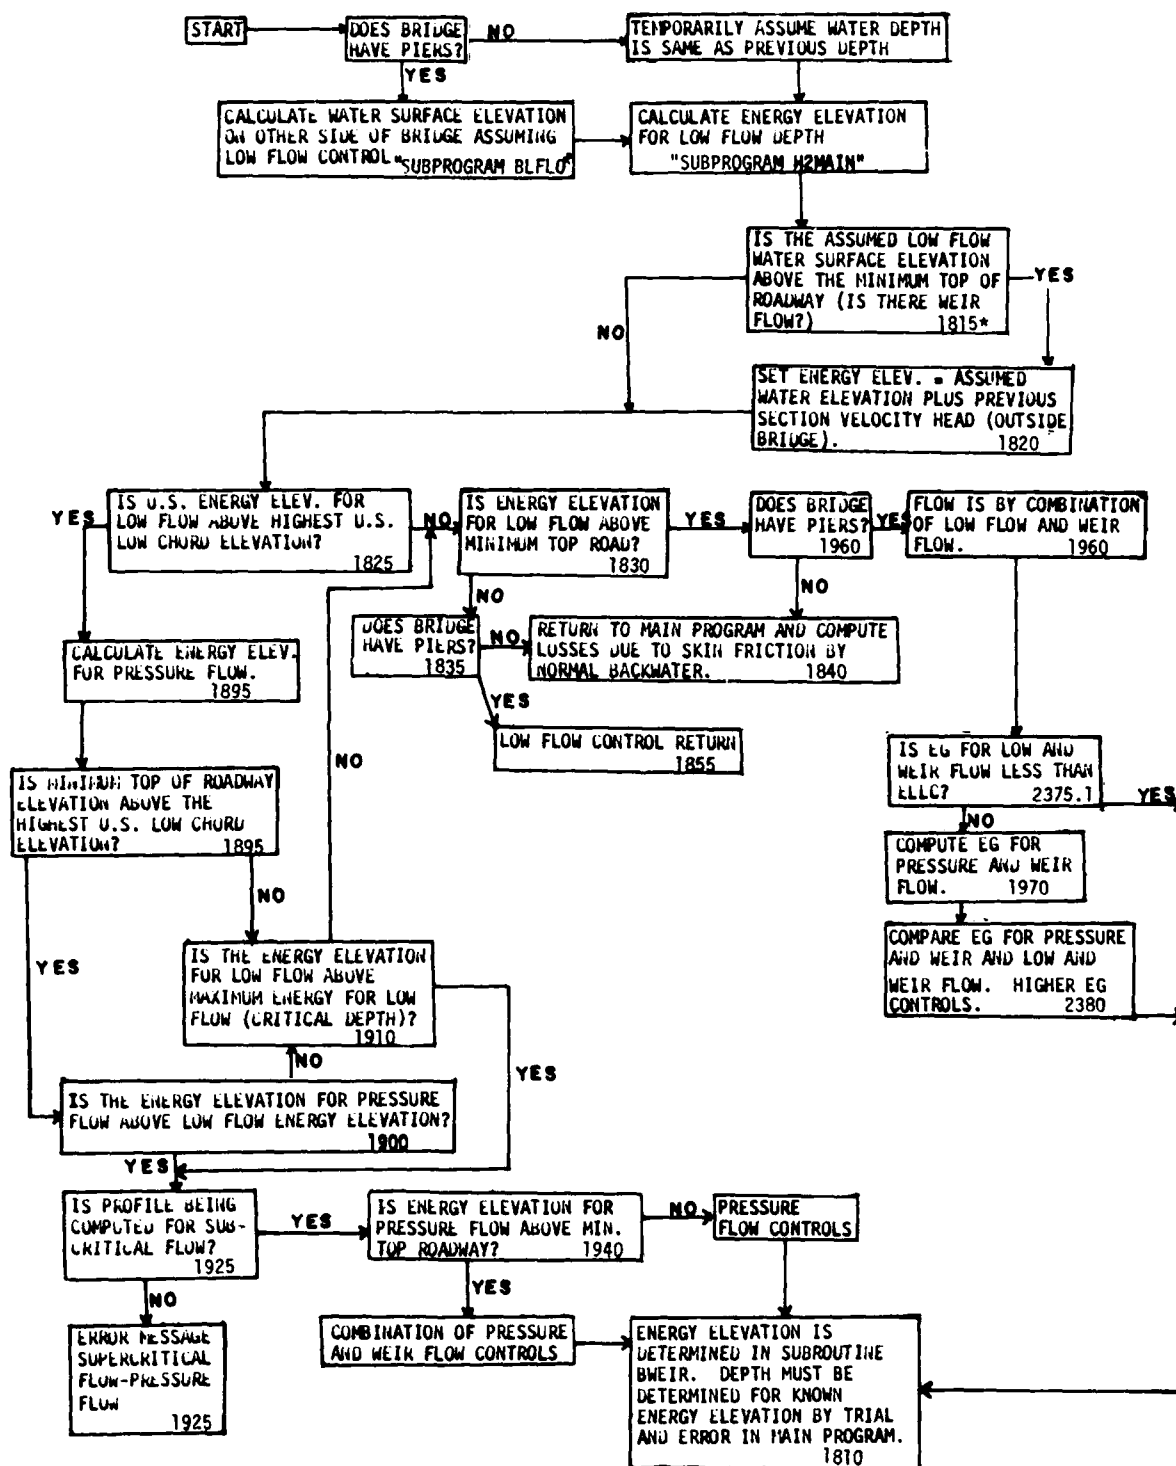 START
DOES BRIDGE
HAVE PIERS?
NO
TEMPORARILY ASSUME WATER DEPTH
IS SAME AS PREVIOUS DEPTH
YES
CALCULATE WATER SURFACE ELEVATION
ON OTHER SIDE OF BRIDGE ASSUMING
LOW FLOW CONTROL "SUBPROGRAM BLFLO"
CALCULATE ENERGY ELEVATION
FOR LOW FLOW DEPTH
"SUBPROGRAM H2MAIN"
IS THE ASSUMED LOW FLOW
WATER SURFACE ELEVATION
ABOVE THE MINIMUM TOP OF
ROADWAY (IS THERE WEIR
FLOW?) 1815*
YES
NO
SET ENERGY ELEV. = ASSUMED
WATER ELEVATION PLUS PREVIOUS
SECTION VELOCITY HEAD (OUTSIDE
BRIDGE). 1820
YES
IS U.S. ENERGY ELEV. FOR
LOW FLOW ABOVE HIGHEST U.S.
LOW CHORD ELEVATION?
1825
NO
IS ENERGY ELEVATION
FOR LOW FLOW ABOVE
MINIMUM TOP ROAD?
1830
YES
DOES BRIDGE
HAVE PIERS?
1960
YES
FLOW IS BY COMBINATION
OF LOW FLOW AND WEIR
FLOW. 1960
NO
NO
DOES BRIDGE
HAVE PIERS?
1835
NO
RETURN TO MAIN PROGRAM AND COMPUTE
LOSSES DUE TO SKIN FRICTION BY
NORMAL BACKWATER. 1840
YES
LOW FLOW CONTROL RETURN
1855
CALCULATE ENERGY ELEV.
FOR PRESSURE FLOW.
1895
NO
IS EG FOR LOW AND
WEIR FLOW LESS THAN
ELLC? 2375.1
YES
NO
IS MINIMUM TOP OF ROADWAY
ELEVATION ABOVE THE
HIGHEST U.S. LOW CHORD
ELEVATION? 1895
COMPUTE EG FOR
PRESSURE AND WEIR
FLOW. 1970
NO
YES
COMPARE EG FOR PRESSURE
AND WEIR AND LOW AND
WEIR FLOW. HIGHER EG
CONTROLS. 2380
IS THE ENERGY ELEVATION
FOR LOW FLOW ABOVE
MAXIMUM ENERGY FOR LOW
FLOW (CRITICAL DEPTH)?
1910
NO
YES
IS THE ENERGY ELEVATION FOR PRESSURE
FLOW ABOVE LOW FLOW ENERGY ELEVATION?
1900
YES
IS PROFILE BEING
COMPUTED FOR SUB-
CRITICAL FLOW?
1925
YES
IS ENERGY ELEVATION FOR
PRESSURE FLOW ABOVE MIN.
TOP ROADWAY? 1940
NO
PRESSURE
FLOW CONTROLS
NO
YES
ERROR MESSAGE
SUPERCRITICAL
FLOW-PRESSURE
FLOW
1925
COMBINATION OF PRESSURE
AND WEIR FLOW CONTROLS
ENERGY ELEVATION IS
DETERMINED IN SUBROUTINE
BWEIR. DEPTH MUST BE
DETERMINED FOR KNOWN
ENERGY ELEVATION BY TRIAL
AND ERROR IN MAIN PROGRAM.
1810